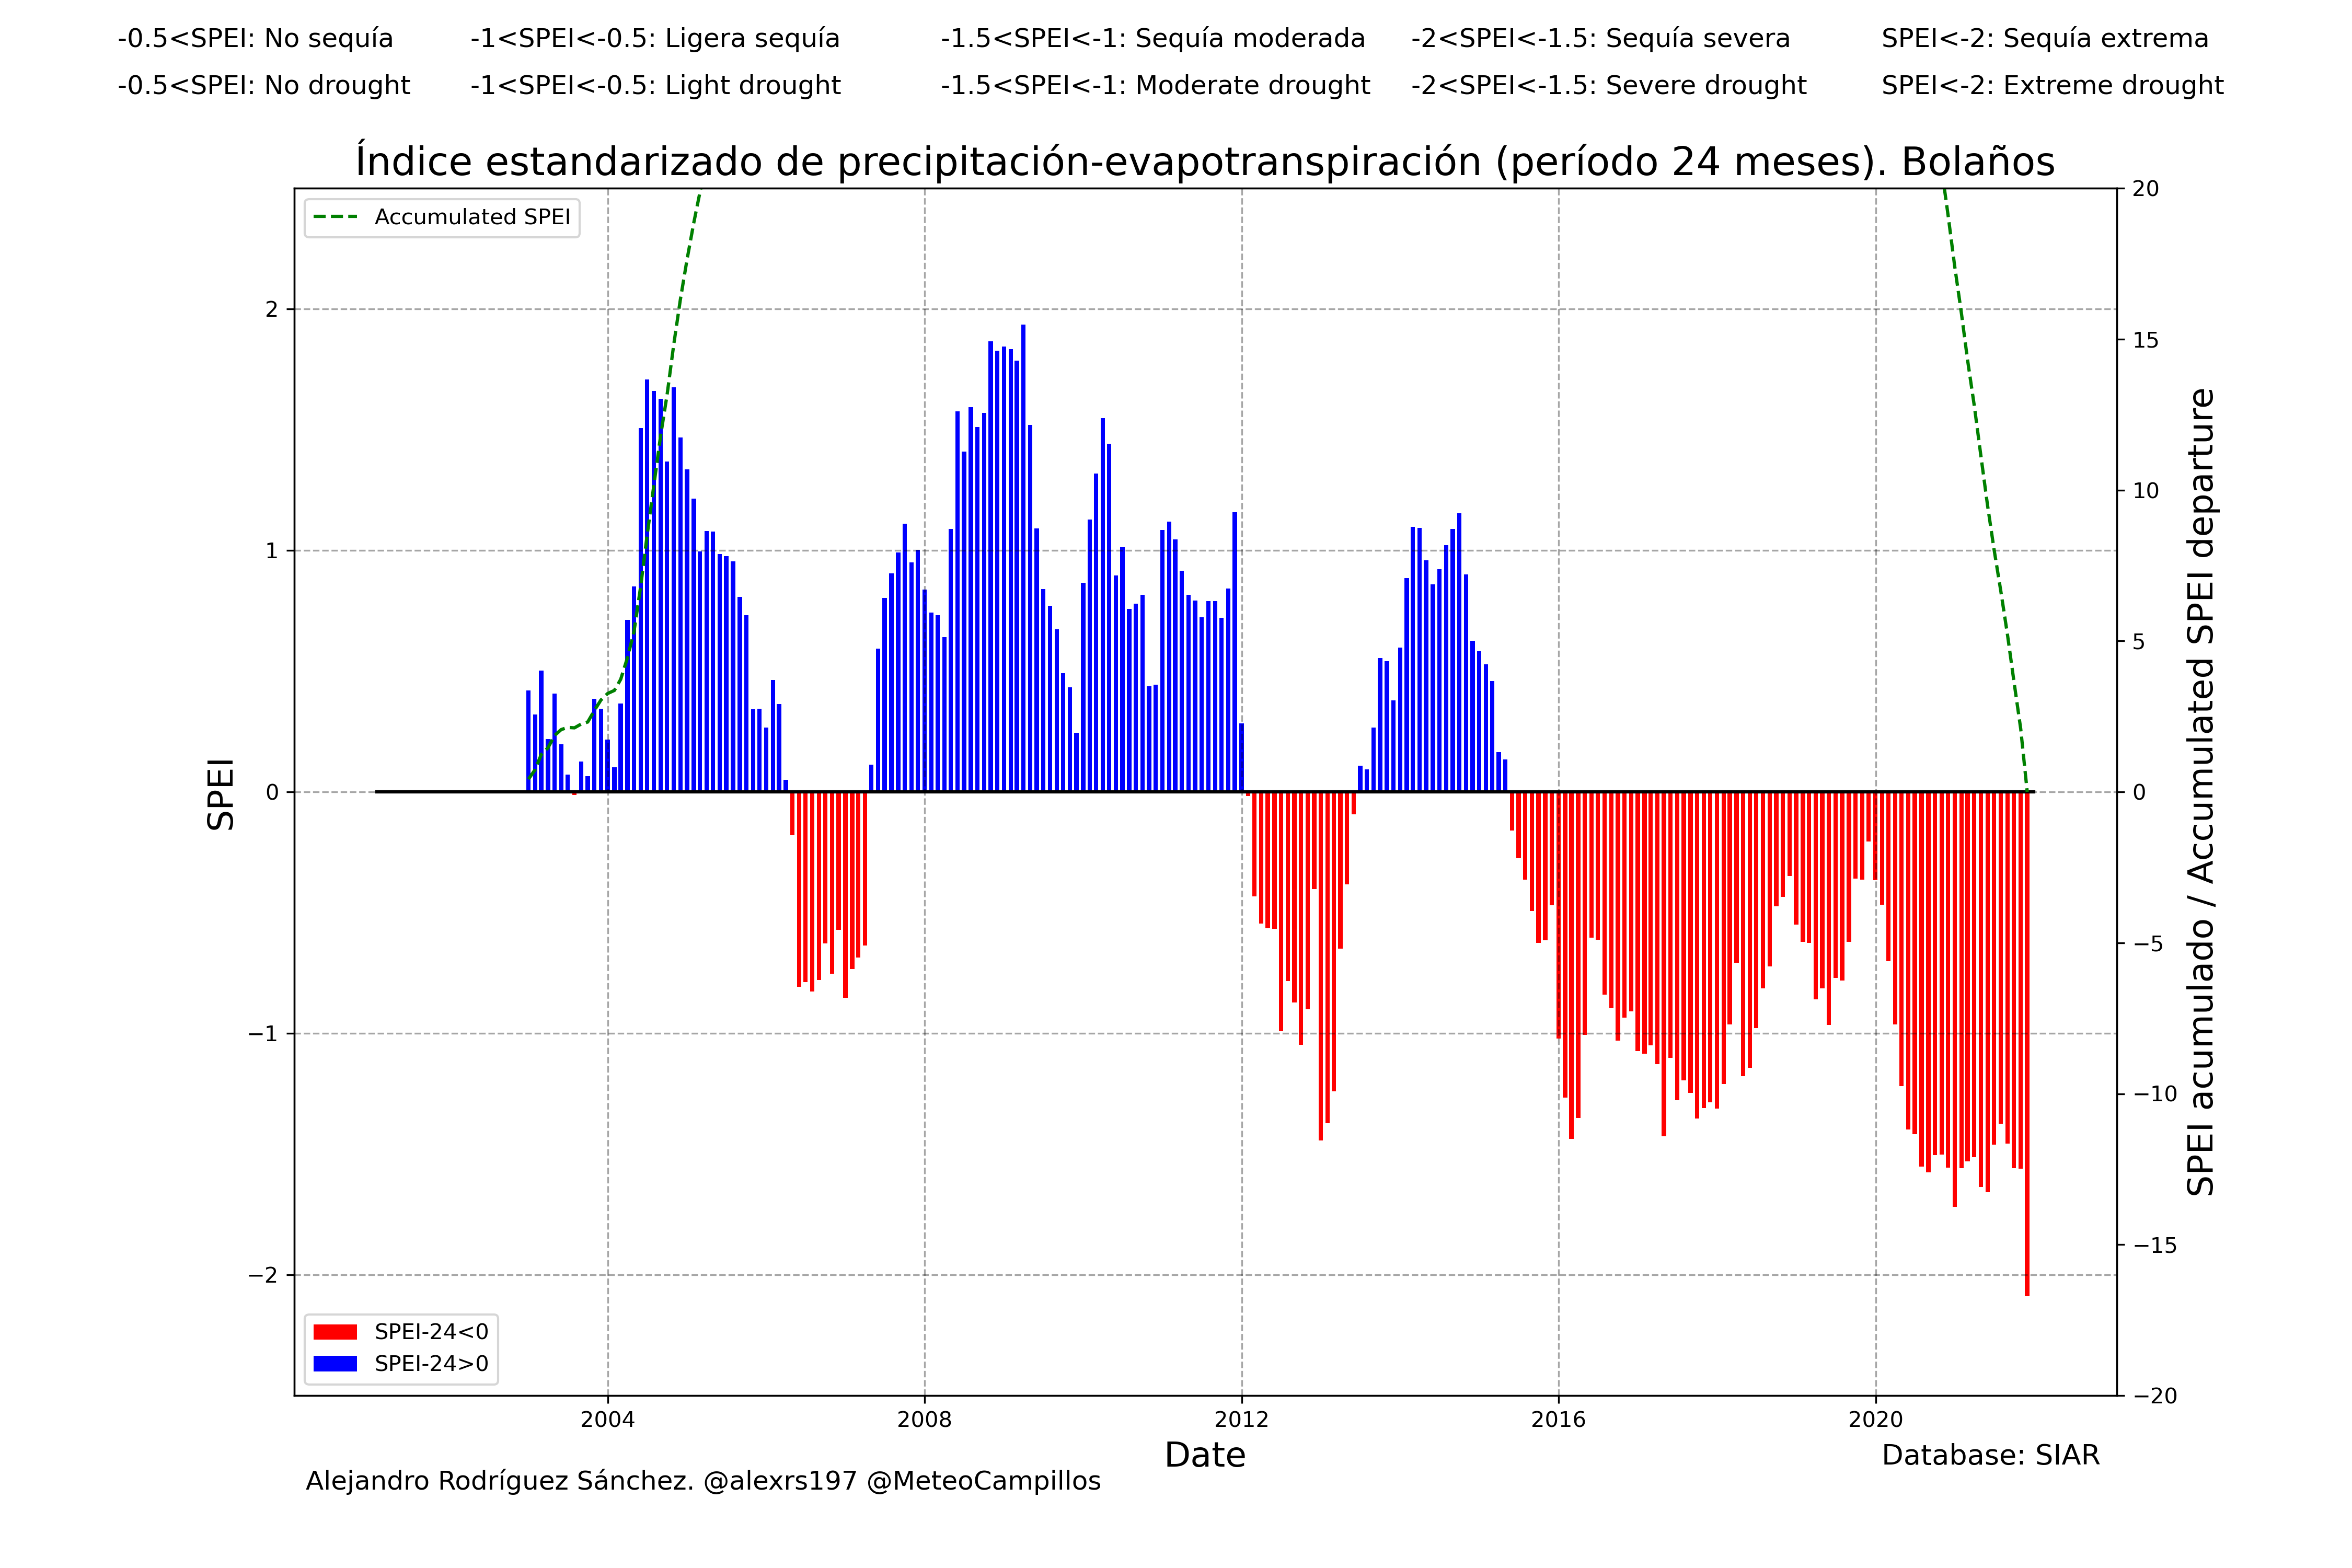 -0.5<SPEI: No sequía -1<SPEI<-0.5: Ligera sequía -1.5<SPEI<-1: Sequía moderada -2<SPEI<-1.5: Sequía severa SPEI<-2: Sequía extrema
-0.5<SPEI: No drought -1<SPEI<-0.5: Light drought -1.5<SPEI<-1: Moderate drought -2<SPEI<-1.5: Severe drought SPEI<-2: Extreme drought
Índice estandarizado de precipitación-evapotranspiración (período 24 meses). Bolaños
Accumulated SPEI
SPEI
2
1
0
−1
−2
20
15
10
5
0
−5
−10
−15
−20
SPEI acumulado / Accumulated SPEI departure
SPEI-24<0
SPEI-24>0
2004 2008 2012 2016 2020
Date
Database: SIAR
Alejandro Rodríguez Sánchez. @alexrs197 @MeteoCampillos